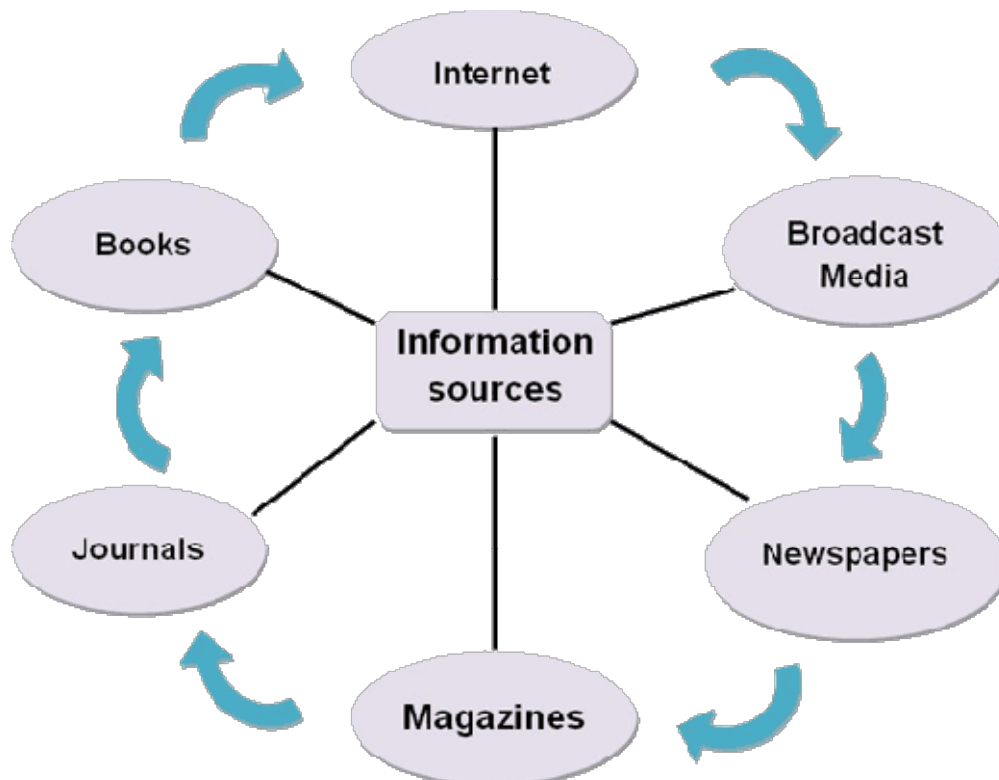 Internet
Broadcast
Media
Books
Information
sources
Journals
Newspapers
Magazines